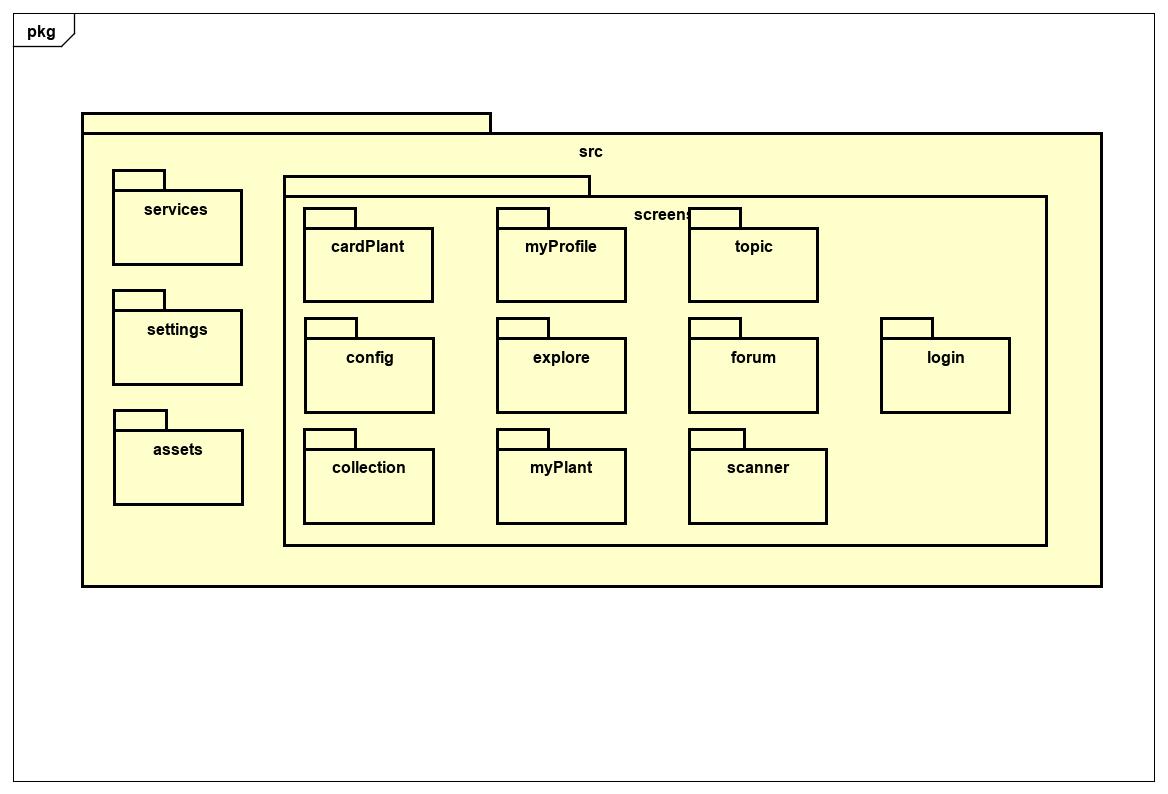 pkg
src
services
screens
cardPlant
myProfile
topic
settings
config
explore
forum
login
assets
collection
myPlant
scanner